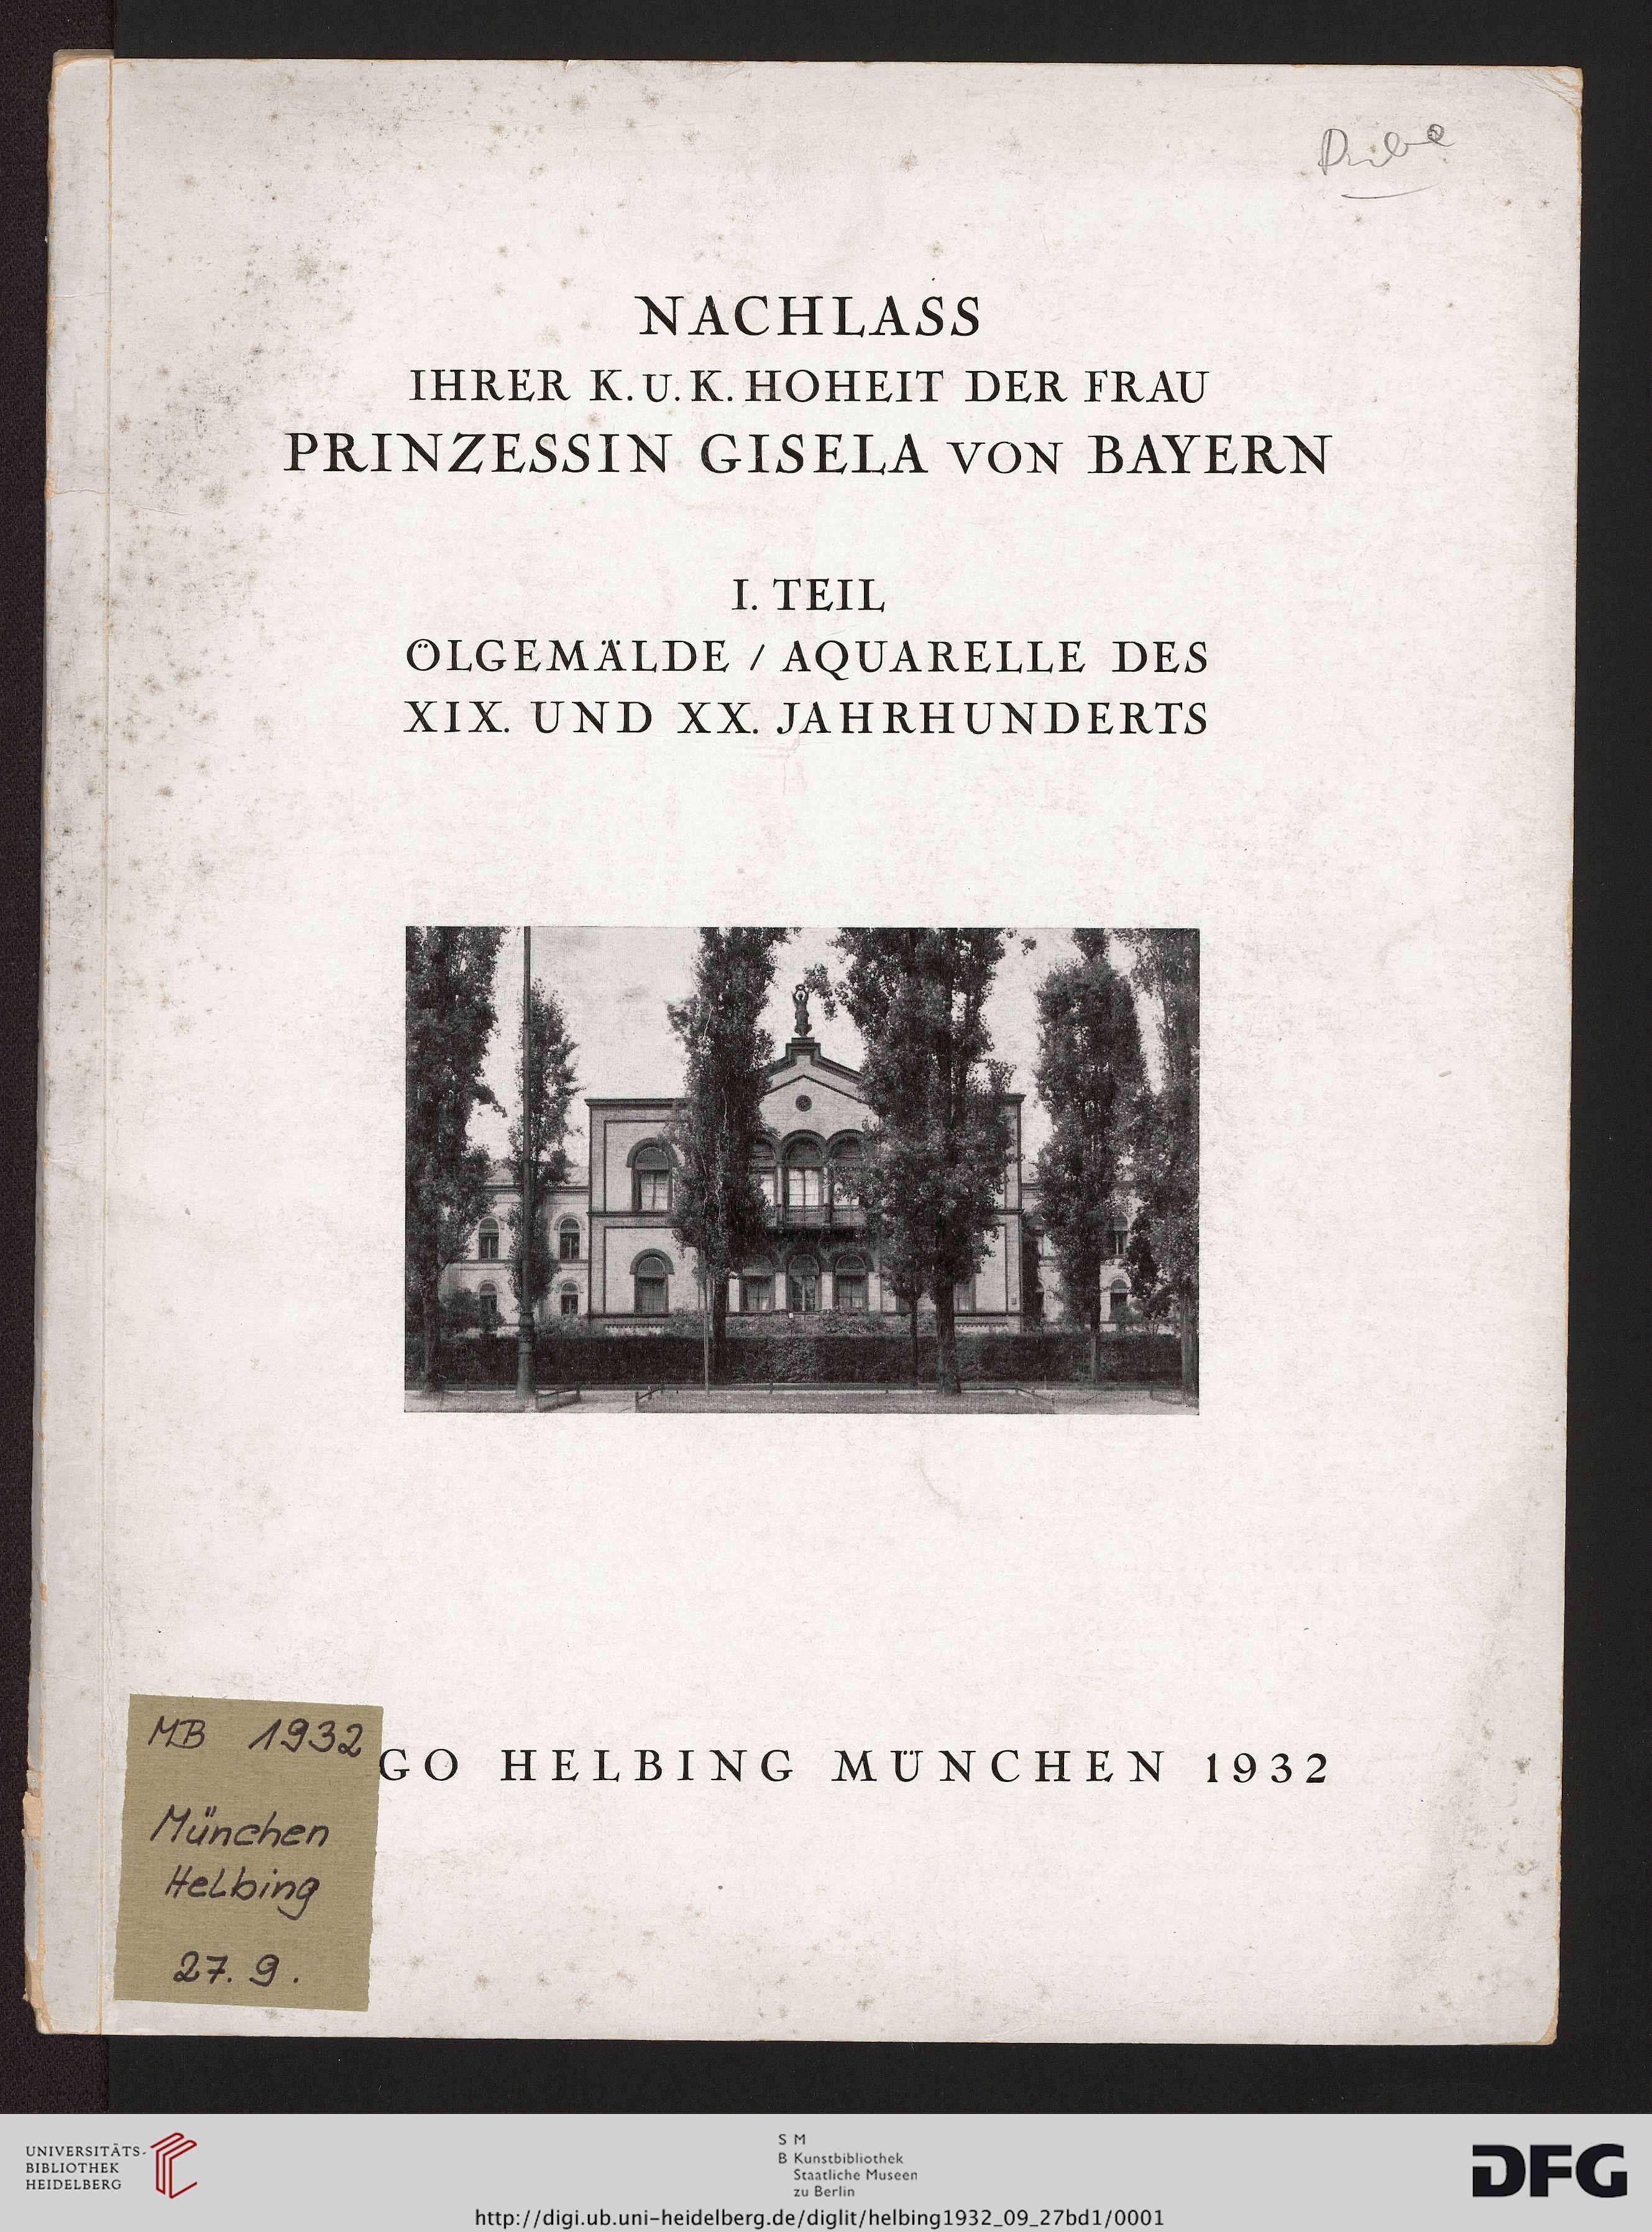 NACHLASS
IHRER K. U. K. HOHEIT DER FRAU
PRINZESSIN GISELA VON BAYERN
I. TEIL
ÖLGEMÄLDE / AQUARELLE DES
XIX. UND XX. JAHRHUNDERTS
GO HELBING MÜNCHEN 1932
MB 1932
München
Helbing
27. 9.
UNIVERSITÄTS-
BIBLIOTHEK
HEIDELBERG
S M
B Kunstbibliothek
Staatliche Museen
zu Berlin
DFG
http://digi.ub.uni-heidelberg.de/diglit/helbing1932_09_27bd1/0001